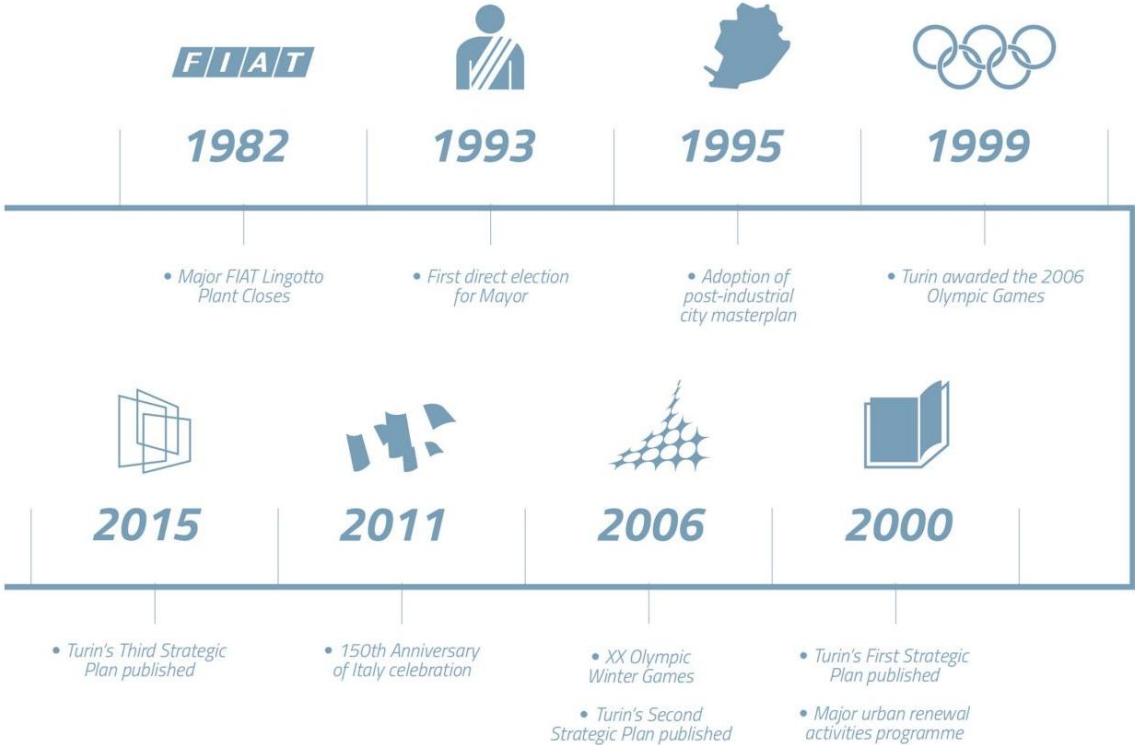 FIAT
1982
1993
1995
1999
• Major FIAT Lingotto
Plant Closes
• First direct election
for Mayor
• Adoption of
post-industrial
city masterplan
• Turin awarded the 2006
Olympic Games
2015
2011
2006
2000
• Turin's Third Strategic
Plan published
• 150th Anniversary
of Italy celebration
• XX Olympic
Winter Games
• Turin's Second
Strategic Plan published
• Turin's First Strategic
Plan published
• Major urban renewal
activities programme